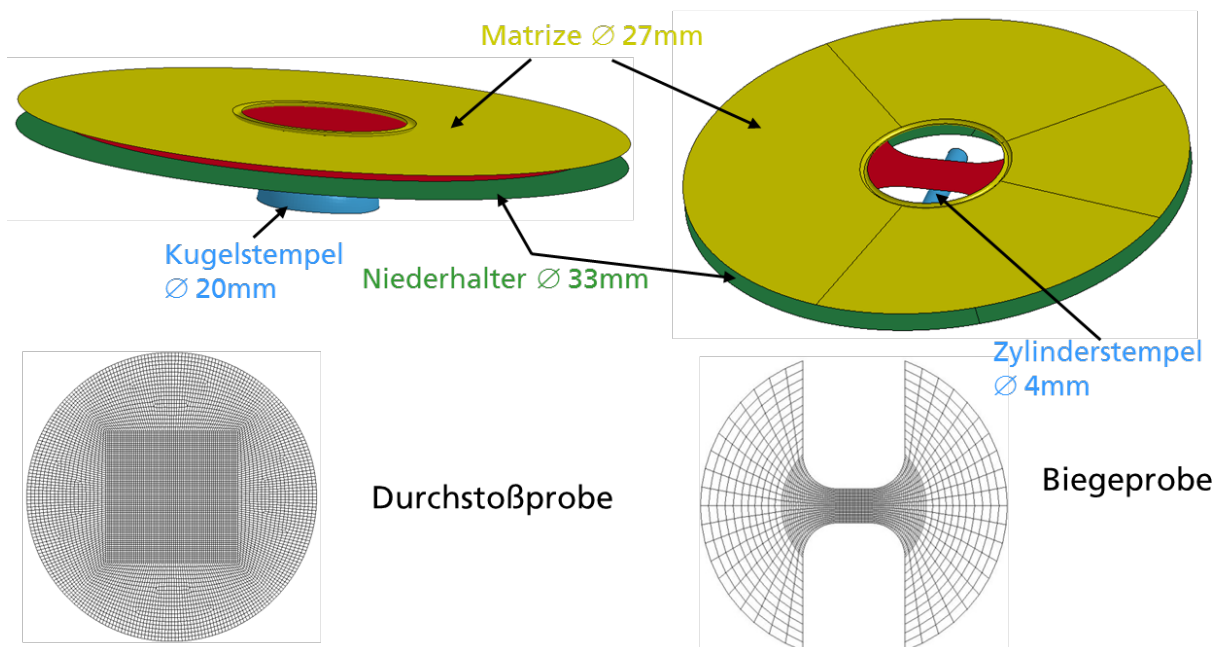 Matrize ∅ 27mm
Kugelstempel
∅ 20mm
Niederhalter ∅ 33mm
Zylinderstempel
∅ 4mm
Durchstoßprobe
Biegeprobe